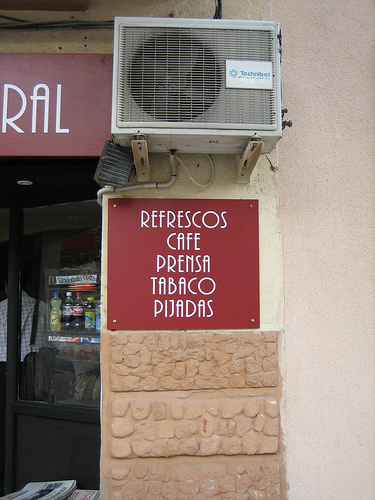 Technibel
RAL
REFRESCOS
CAFE
PRENSA
TABACO
PIJADAS